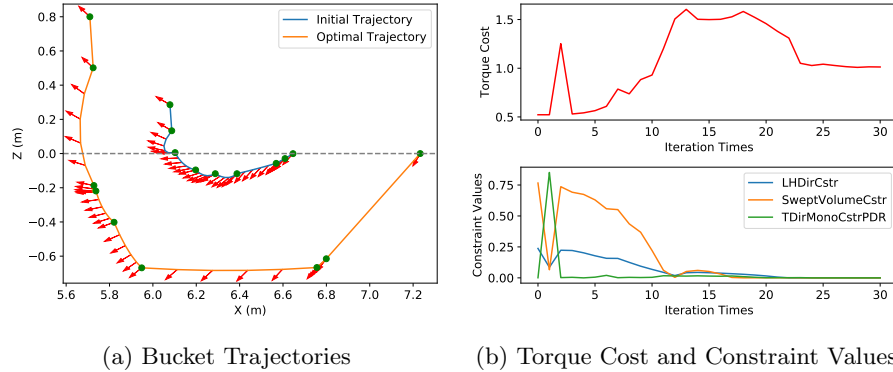 0.8
0.6
0.4
0.2
0.0
−0.2
−0.4
−0.6
Z (m)
5.6 5.8 6.0 6.2 6.4 6.6 6.8 7.0 7.2
X (m)
Initial Trajectory
Optimal Trajectory
(a) Bucket Trajectories
1.5
1.0
0.5
Torque Cost
0 5 10 15 20 25 30
Iteration Times
0.75
0.50
0.25
0.00
Constraint Values
LHDirCstr
SweptVolumeCstr
TDirMonoCstrPDR
0 5 10 15 20 25 30
Iteration Times
(b) Torque Cost and Constraint Values